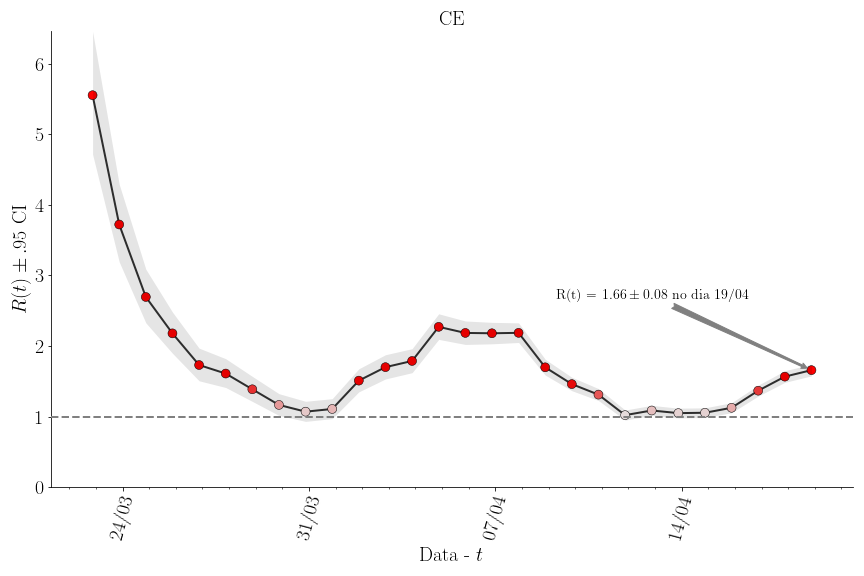 CE
R(t) ± .95 CI
6
5
4
3
2
1
0
R(t) = 1.66 ± 0.08 no dia 19/04
24/03
31/03
07/04
14/04
Data - t